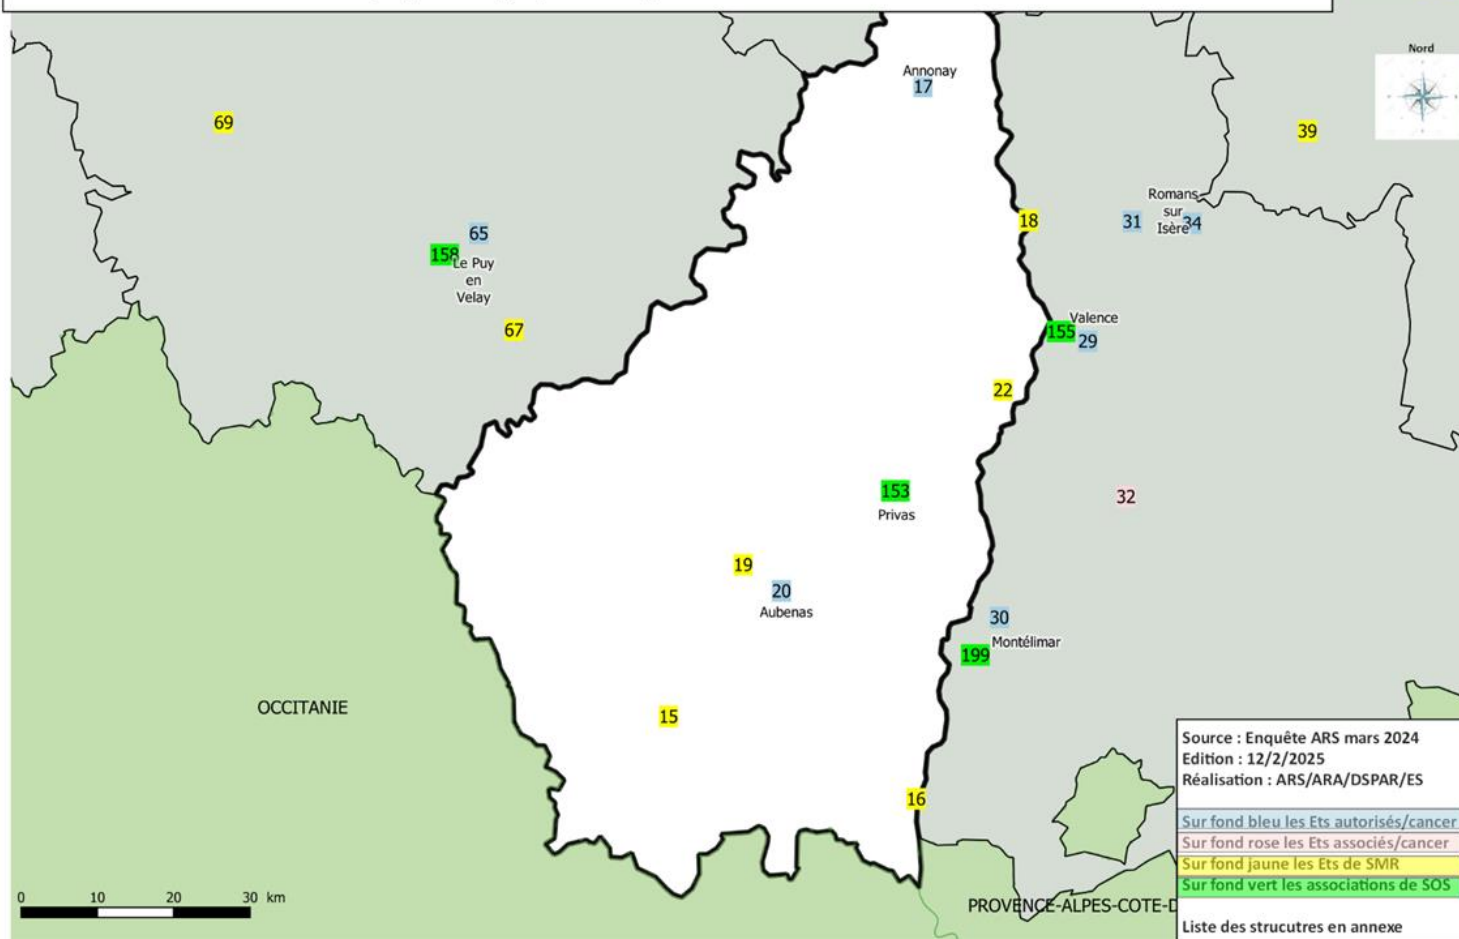 Nord
Annonay
17
69
39
Romans
sur
Isère
18
31
34
65
158
Le Puy
en
Velay
67
Valence
155
29
22
153
Privas
32
19
20
Aubenas
30
Montélimar
199
OCCITANIE
15
16
Source : Enquête ARS mars 2024
Edition : 12/2/2025
Réalisation : ARS/ARA/DSPAR/ES
Sur fond bleu les Ets autorisés/cancer
Sur fond rose les Ets associés/cancer
Sur fond jaune les Ets de SMR
Sur fond vert les associations de SOS
Liste des strucutres en annexe
0 10 20 30 km
PROVENCE-ALPES-COTE-D